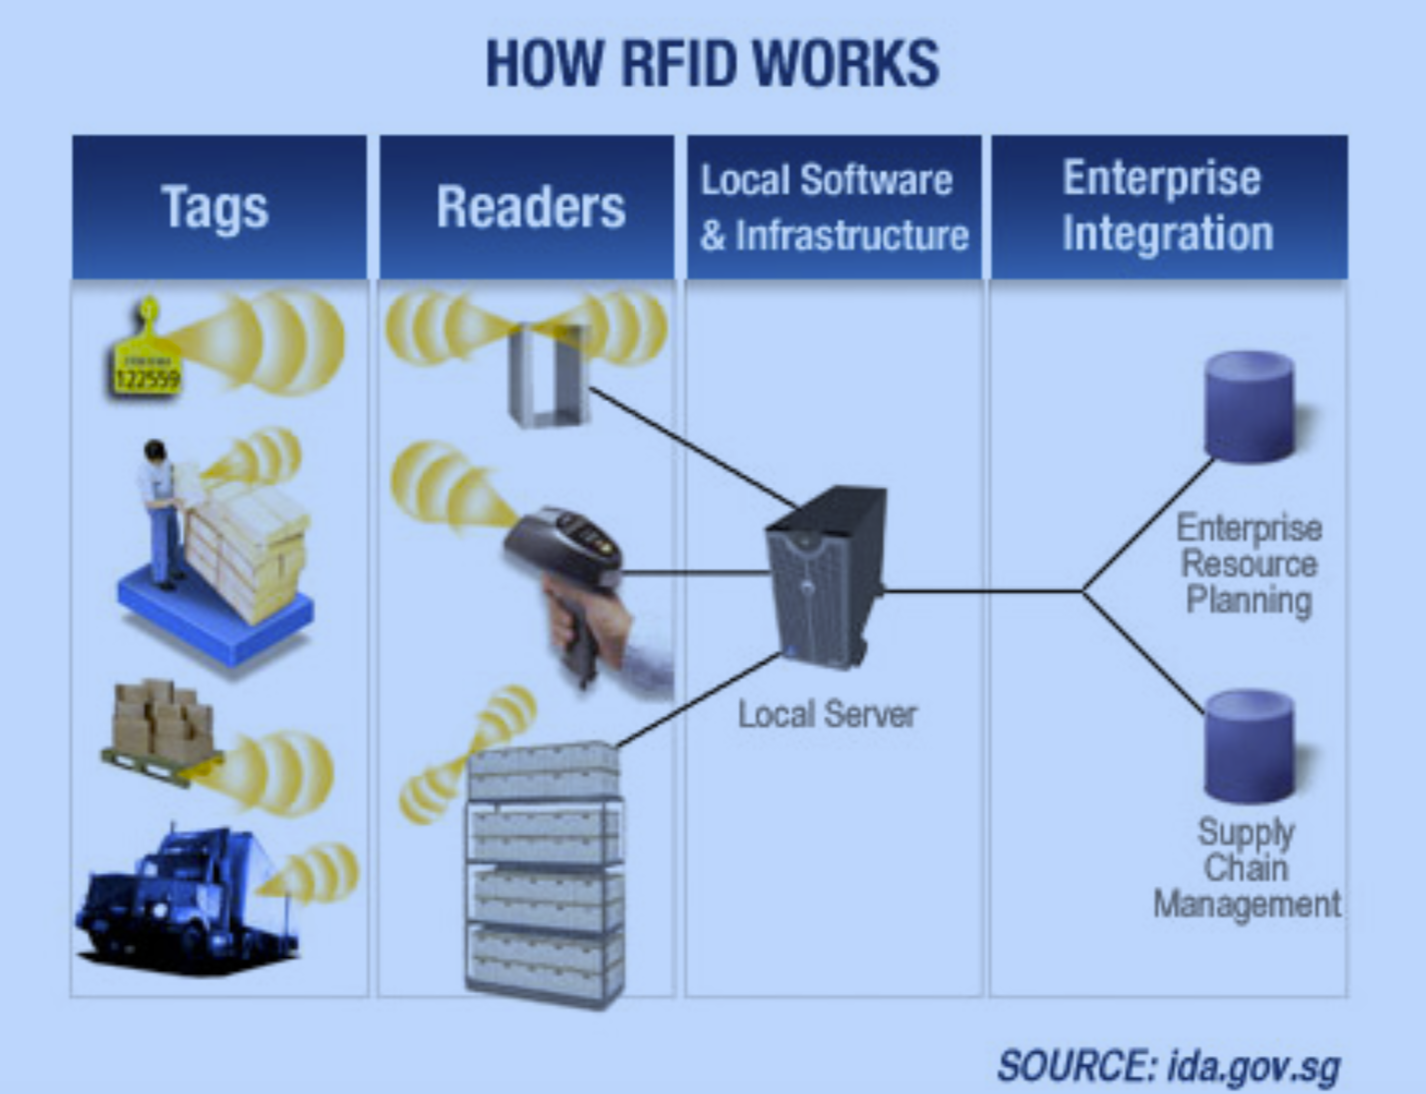 HOW RFID WORKS
Tags
Readers
Local Software
& Infrastructure
Enterprise
Integration
122559
Local Server
Enterprise
Resource
Planning
Supply
Chain
Management
SOURCE: ida.gov.sg